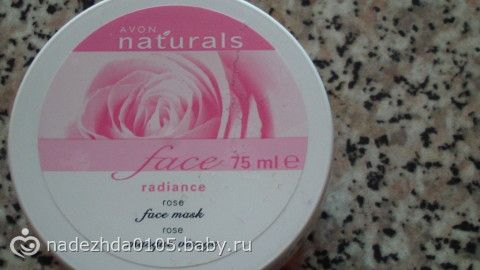 AVON
naturals
face 75 ml e
radiance
rose
face mask
rose
nadezhda0105.baby.ru